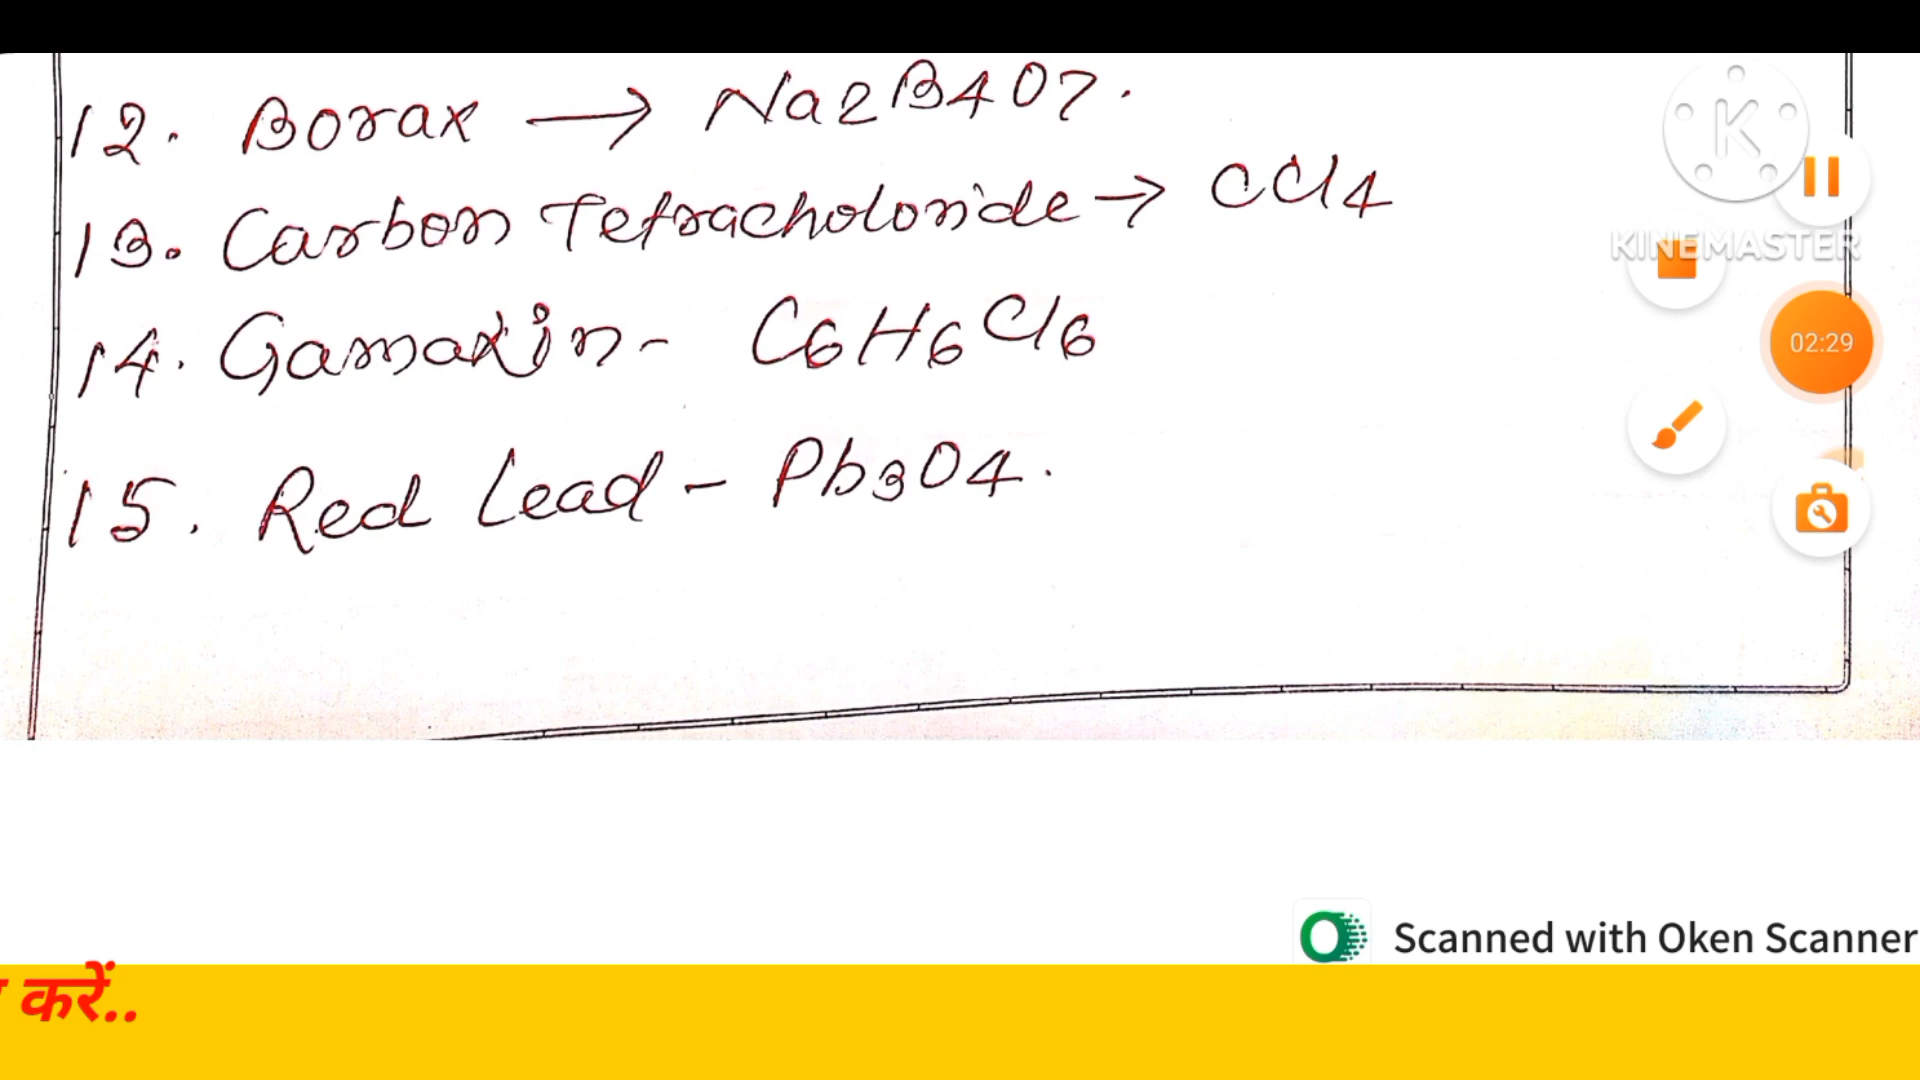 12. Borax → Na2B4O7.
13. Carbon Tetracholoride → CCl4
14. Gamaxin - C6H6Cl6
15. Red Lead - Pb3O4.
K
KINEMASTER
02:29
Scanned with Oken Scanner
करें..